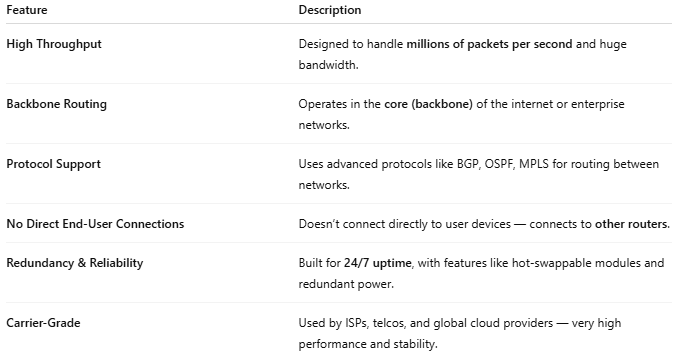 Feature Description
High Throughput Designed to handle millions of packets per second and huge
bandwidth.
Backbone Routing Operates in the core (backbone) of the internet or enterprise
networks.
Protocol Support Uses advanced protocols like BGP, OSPF, MPLS for routing between
networks.
No Direct End-User Connections Doesn’t connect directly to user devices — connects to other routers.
Redundancy & Reliability Built for 24/7 uptime, with features like hot-swappable modules and
redundant power.
Carrier-Grade Used by ISPs, telcos, and global cloud providers — very high
performance and stability.